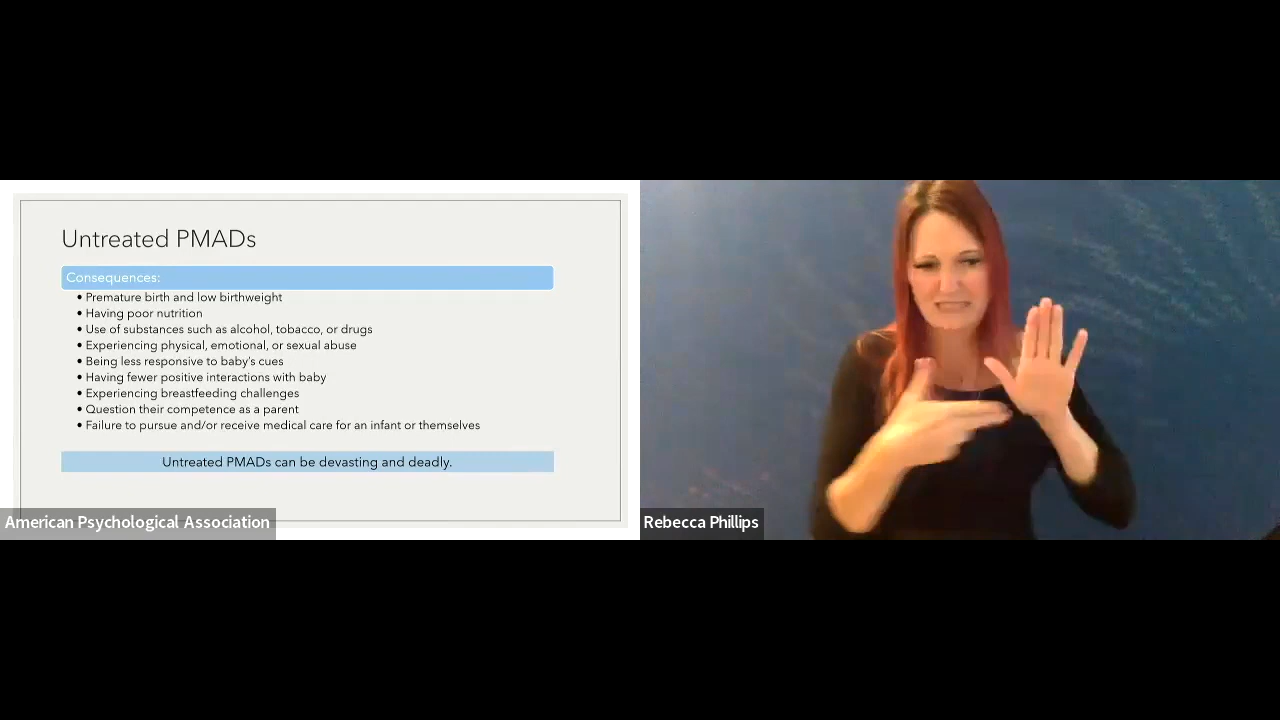 Untreated PMADs
Consequences:
• Premature birth and low birthweight
• Having poor nutrition
• Use of substances such as alcohol, tobacco, or drugs
• Experiencing physical, emotional, or sexual abuse
• Being less responsive to baby's cues
• Having fewer positive interactions with baby
• Experiencing breastfeeding challenges
• Question their competence as a parent
• Failure to pursue and/or receive medical care for an infant or themselves
Untreated PMADs can be devasting and deadly.
American Psychological Association
Rebecca Phillips